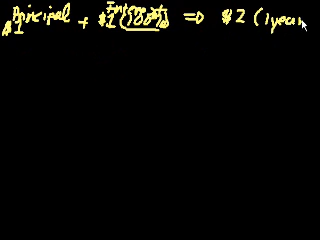 Principal Interest
$1 + $1 (100%) => $2 (1 year